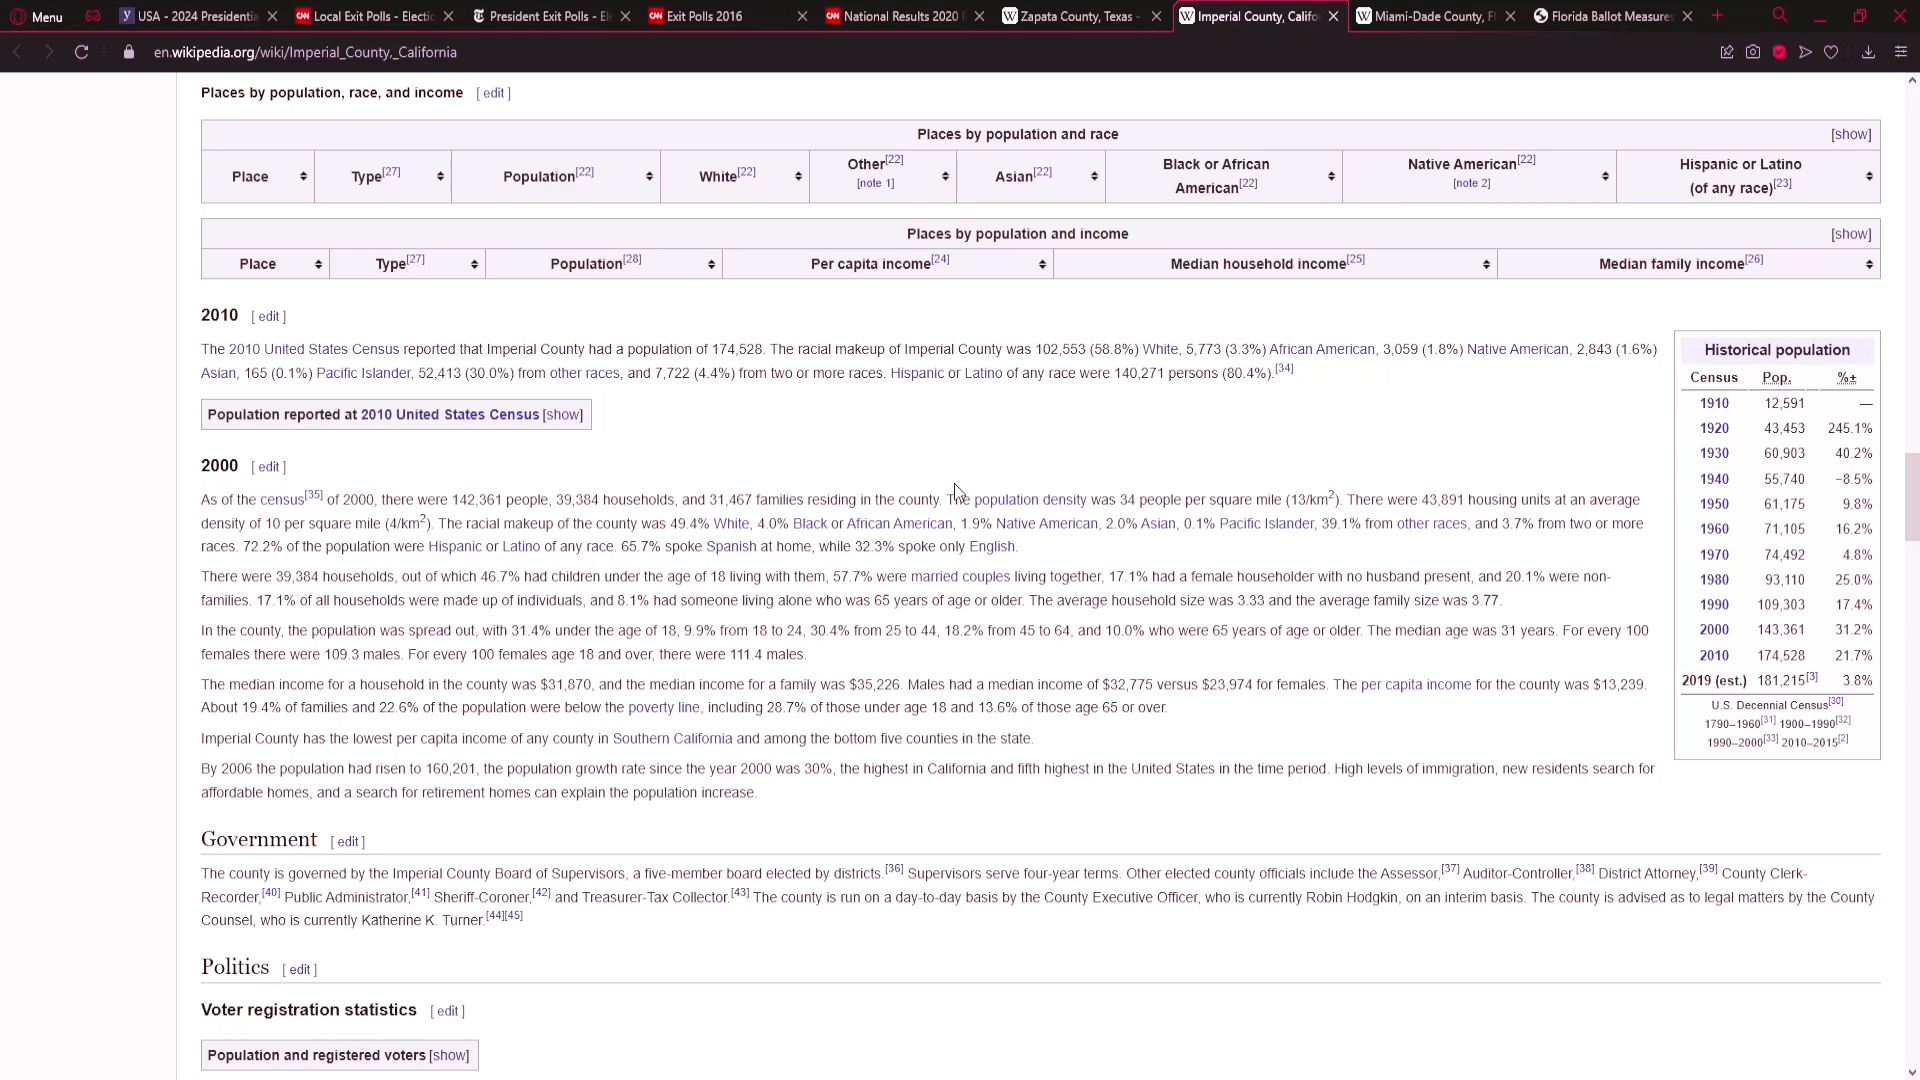 Menu
USA - 2024 Presidentia
Local Exit Polls - Electio
President Exit Polls - El
Exit Polls 2016
National Results 2020 P
Zapata County, Texas -
Imperial County, Califo
Miami-Dade County, F
Florida Ballot Measures
en.wikipedia.org/wiki/Imperial_County,_California
Places by population, race, and income [ edit ]
Places by population and race [show]
Place Type[27] Population[22] White[22] Other[22] [note 1] Asian[22] Black or African American[22] Native American[22] [note 2] Hispanic or Latino (of any race)[23]
Places by population and income [show]
Place Type[27] Population[28] Per capita income[24] Median household income[25] Median family income[26]
2010 [ edit ]
The 2010 United States Census reported that Imperial County had a population of 174,528. The racial makeup of Imperial County was 102,553 (58.8%) White, 5,773 (3.3%) African American, 3,059 (1.8%) Native American, 2,843 (1.6%)
Asian, 165 (0.1%) Pacific Islander, 52,413 (30.0%) from other races, and 7,722 (4.4%) from two or more races. Hispanic or Latino of any race were 140,271 persons (80.4%).[34]
Population reported at 2010 United States Census [show]
2000 [ edit ]
As of the census[35] of 2000, there were 142,361 people, 39,384 households, and 31,467 families residing in the county. The population density was 34 people per square mile (13/km2). There were 43,891 housing units at an average
density of 10 per square mile (4/km2). The racial makeup of the county was 49.4% White, 4.0% Black or African American, 1.9% Native American, 2.0% Asian, 0.1% Pacific Islander, 39.1% from other races, and 3.7% from two or more
races. 72.2% of the population were Hispanic or Latino of any race. 65.7% spoke Spanish at home, while 32.3% spoke only English.
There were 39,384 households, out of which 46.7% had children under the age of 18 living with them, 57.7% were married couples living together, 17.1% had a female householder with no husband present, and 20.1% were non-
families. 17.1% of all households were made up of individuals, and 8.1% had someone living alone who was 65 years of age or older. The average household size was 3.33 and the average family size was 3.77.
In the county, the population was spread out, with 31.4% under the age of 18, 9.9% from 18 to 24, 30.4% from 25 to 44, 18.2% from 45 to 64, and 10.0% who were 65 years of age or older. The median age was 31 years. For every 100
females there were 109.3 males. For every 100 females age 18 and over, there were 111.4 males.
The median income for a household in the county was $31,870, and the median income for a family was $35,226. Males had a median income of $32,775 versus $23,974 for females. The per capita income for the county was $13,239.
About 19.4% of families and 22.6% of the population were below the poverty line, including 28.7% of those under age 18 and 13.6% of those age 65 or over.
Imperial County has the lowest per capita income of any county in Southern California and among the bottom five counties in the state.
By 2006 the population had risen to 160,201, the population growth rate since the year 2000 was 30%, the highest in California and fifth highest in the United States in the time period. High levels of immigration, new residents search for
affordable homes, and a search for retirement homes can explain the population increase.
Historical population
Census Pop. %±
1910 12,591 —
1920 43,453 245.1%
1930 60,903 40.2%
1940 55,740 −8.5%
1950 61,175 9.8%
1960 71,105 16.2%
1970 74,492 4.8%
1980 93,110 25.0%
1990 109,303 17.4%
2000 143,361 31.2%
2010 174,528 21.7%
2019 (est.) 181,215[3] 3.8%
U.S. Decennial Census[30]
1790–1960[31] 1900–1990[32]
1990–2000[33] 2010–2015[2]
Government [ edit ]
The county is governed by the Imperial County Board of Supervisors, a five-member board elected by districts.[36] Supervisors serve four-year terms. Other elected county officials include the Assessor,[37] Auditor-Controller,[38] District Attorney,[39] County Clerk-
Recorder,[40] Public Administrator,[41] Sheriff-Coroner,[42] and Treasurer-Tax Collector.[43] The county is run on a day-to-day basis by the County Executive Officer, who is currently Robin Hodgkin, on an interim basis. The county is advised as to legal matters by the County
Counsel, who is currently Katherine K. Turner.[44][45]
Politics [ edit ]
Voter registration statistics [ edit ]
Population and registered voters [show]